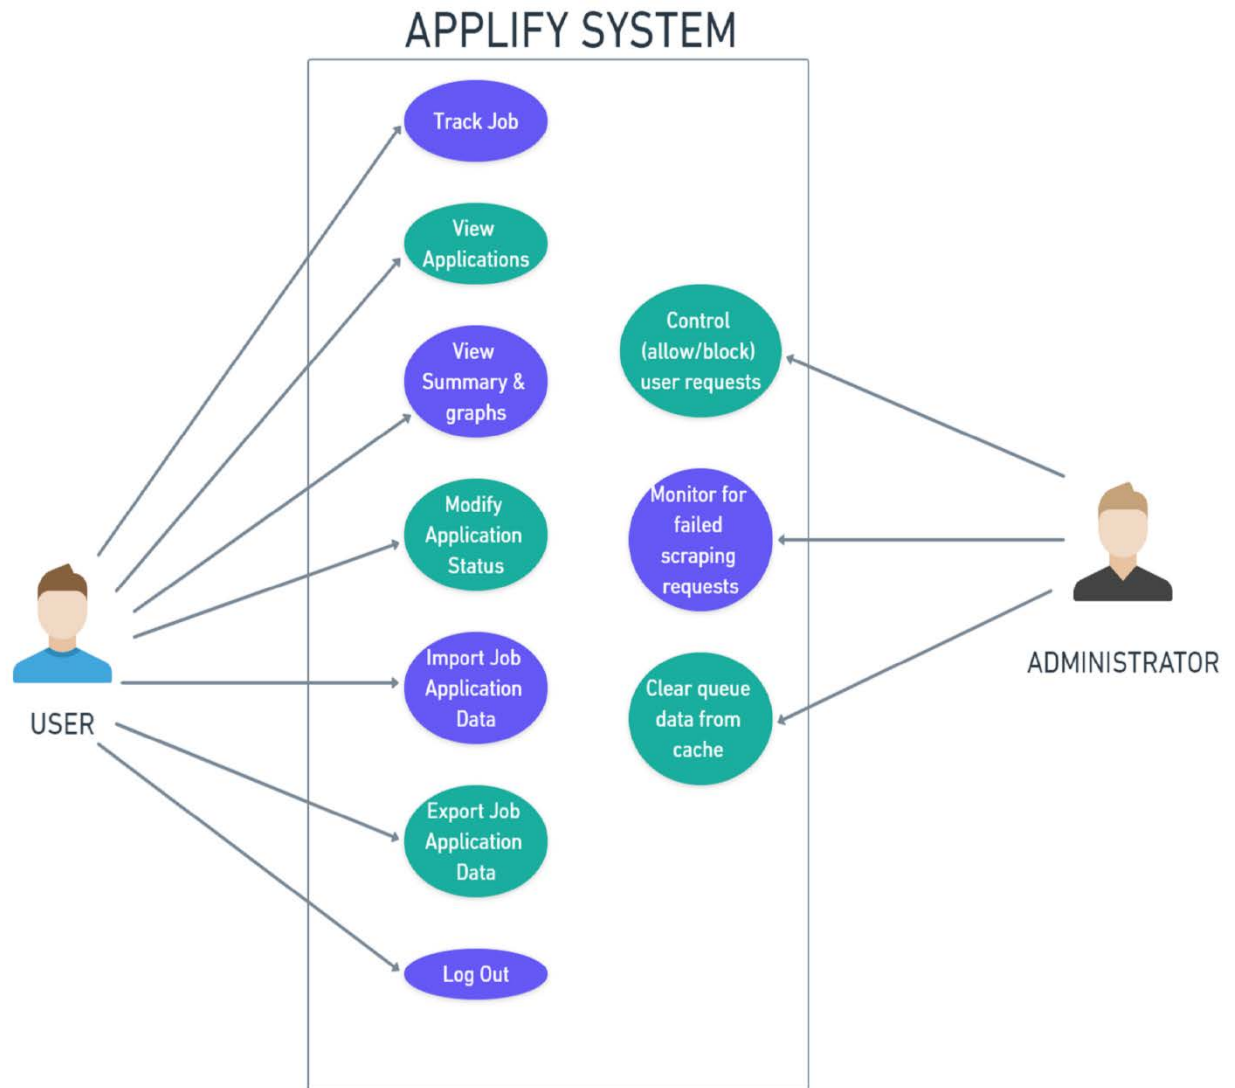 APPLIFY SYSTEM
Track Job
View
Applications
View
Summary &
graphs
Modify
Application
Status
Import Job
Application
Data
Export Job
Application
Data
Log Out
USER
Control
(allow/block)
user requests
Monitor for
failed
scraping
requests
Clear queue
data from
cache
ADMINISTRATOR